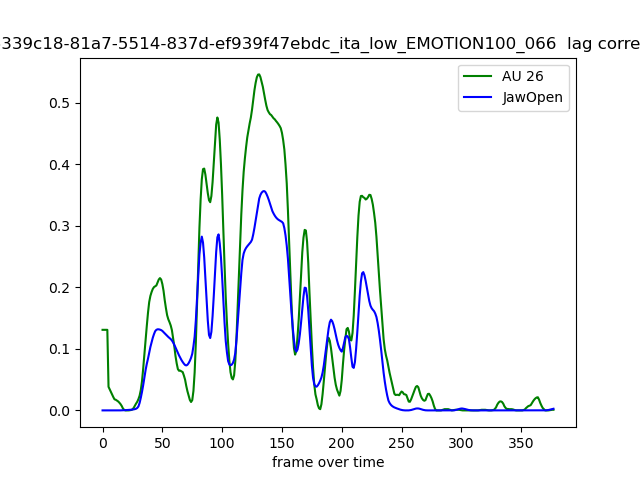 339c18-81a7-5514-837d-ef939f47ebdc_ita_low_EMOTION100_066 lag corre
AU 26
JawOpen
0.5
0.4
0.3
0.2
0.1
0.0
0 50 100 150 200 250 300 350
frame over time